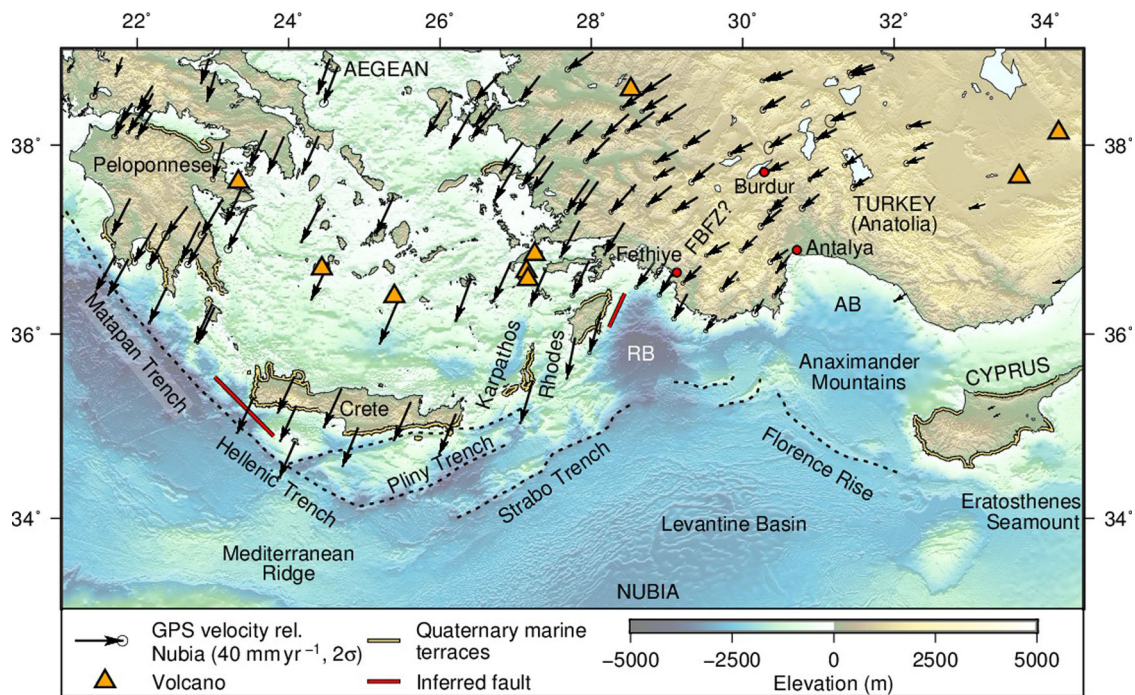 22° 24° 26° 28° 30° 32° 34°
AEGEAN
38° 38°
Peloponnese
Burdur
TURKEY
(Anatolia)
FBFZ?
Fethiye
Antalya
AB
36° 36°
Matapan Trench
Karpathos
Rhodes
RB
Anaximander
Mountains
CYPRUS
Crete
Hellenic Trench
Pliny Trench
Strabo Trench
Florence Rise
Eratosthenes
Seamount
34° 34°
Levantine Basin
Mediterranean
Ridge
NUBIA
GPS velocity rel.
Nubia (40 mm yr⁻¹, 2σ)
Volcano
Quaternary marine
terraces
Inferred fault
−5000 −2500 0 2500 5000
Elevation (m)